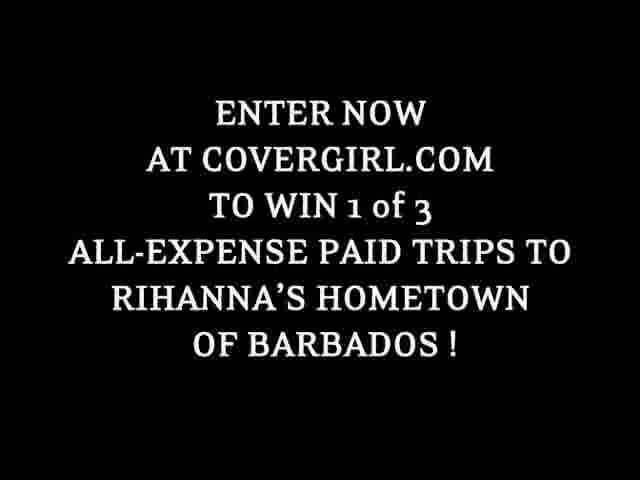 ENTER NOW
AT COVERGIRL.COM
TO WIN 1 of 3
ALL-EXPENSE PAID TRIPS TO
RIHANNA'S HOMETOWN
OF BARBADOS !